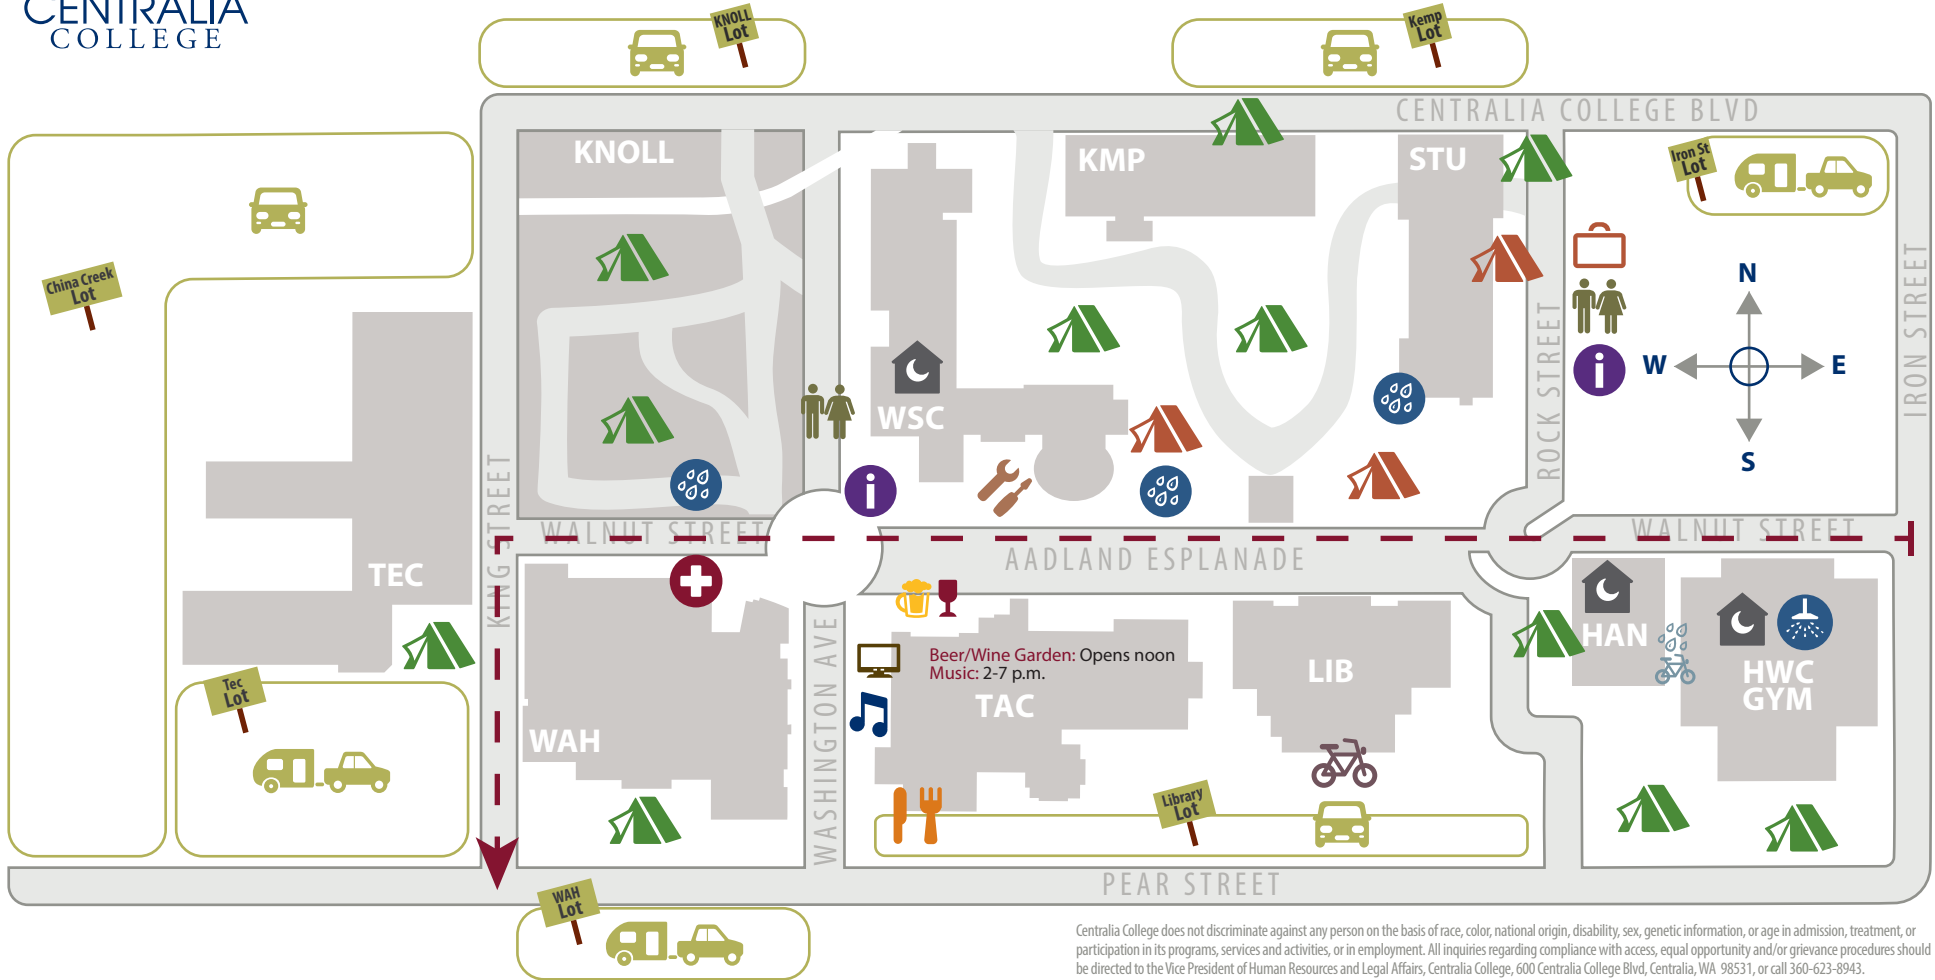 CENTRALIA
COLLEGE
KNOLL
Lot
Kemp
Lot
CENTRALIA COLLEGE BLVD
KNOLL
KMP
STU
Iron St
Lot
China Creek
Lot
N
W
E
S
IRON STREET
ROCK STREET
WSC
i
i
KING STREET
WALNUT STREET
WALNUT STREET
AADLAND ESPLANADE
TEC
HAN
WASHINGTON AVE
Beer/Wine Garden: Opens noon
Music: 2-7 p.m.
LIB
HWC
GYM
Tec
Lot
TAC
WAH
Library
Lot
PEAR STREET
WAH
Lot
Centralia College does not discriminate against any person on the basis of race, color, national origin, disability, sex, genetic information, or age in admission, treatment, or
participation in its programs, services and activities, or in employment. All inquiries regarding compliance with access, equal opportunity and/or grievance procedures should
be directed to the Vice President of Human Resources and Legal Affairs, Centralia College, 600 Centralia College Blvd, Centralia, WA 98531, or call 360-623-8943.